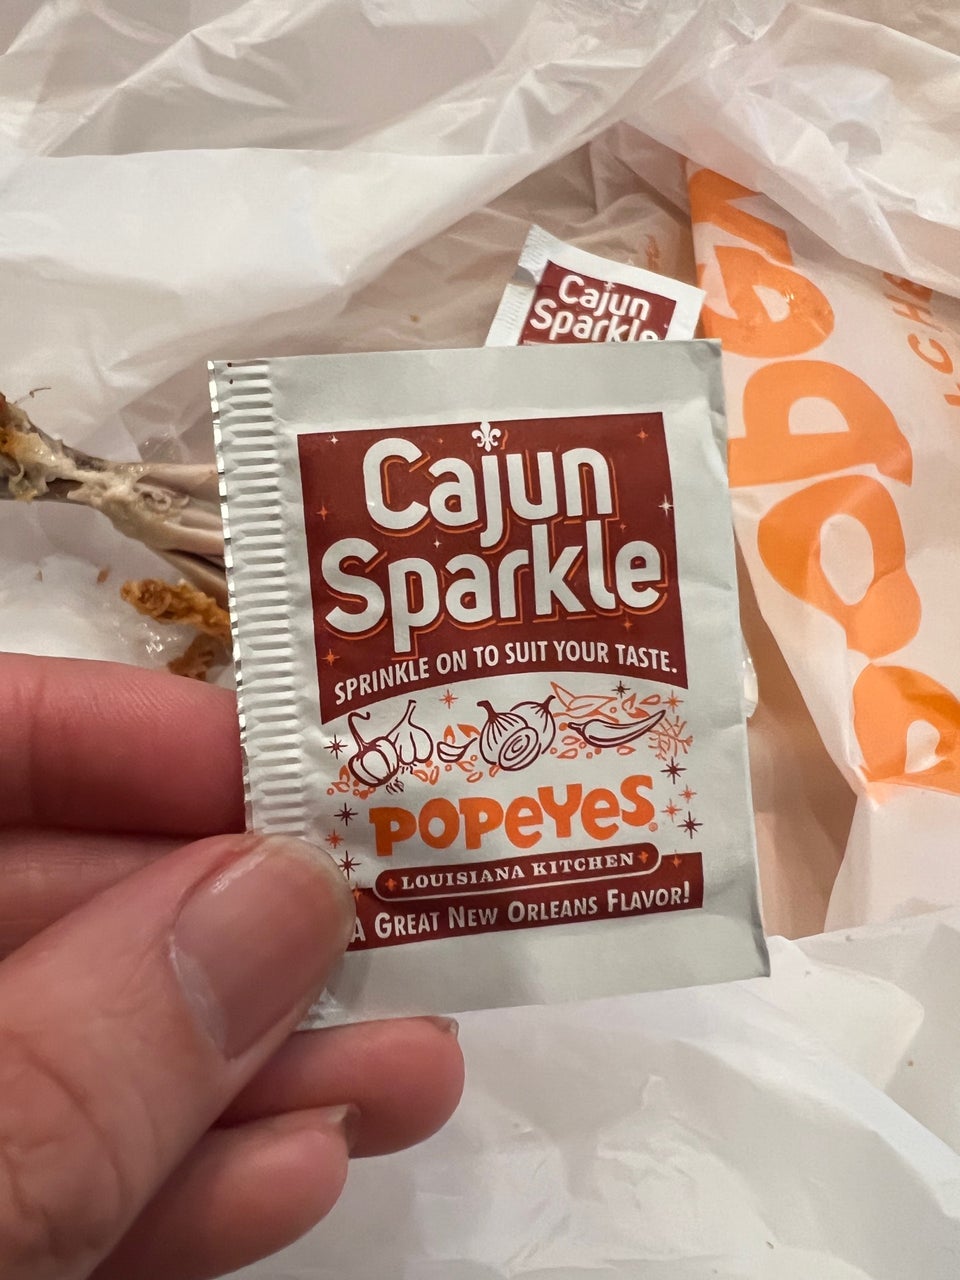 Cajun
Sparkle
Cajun
Sparkle
SPRINKLE ON TO SUIT YOUR TASTE.
POPEYES
LOUISIANA KITCHEN
A GREAT NEW ORLEANS FLAVOR!